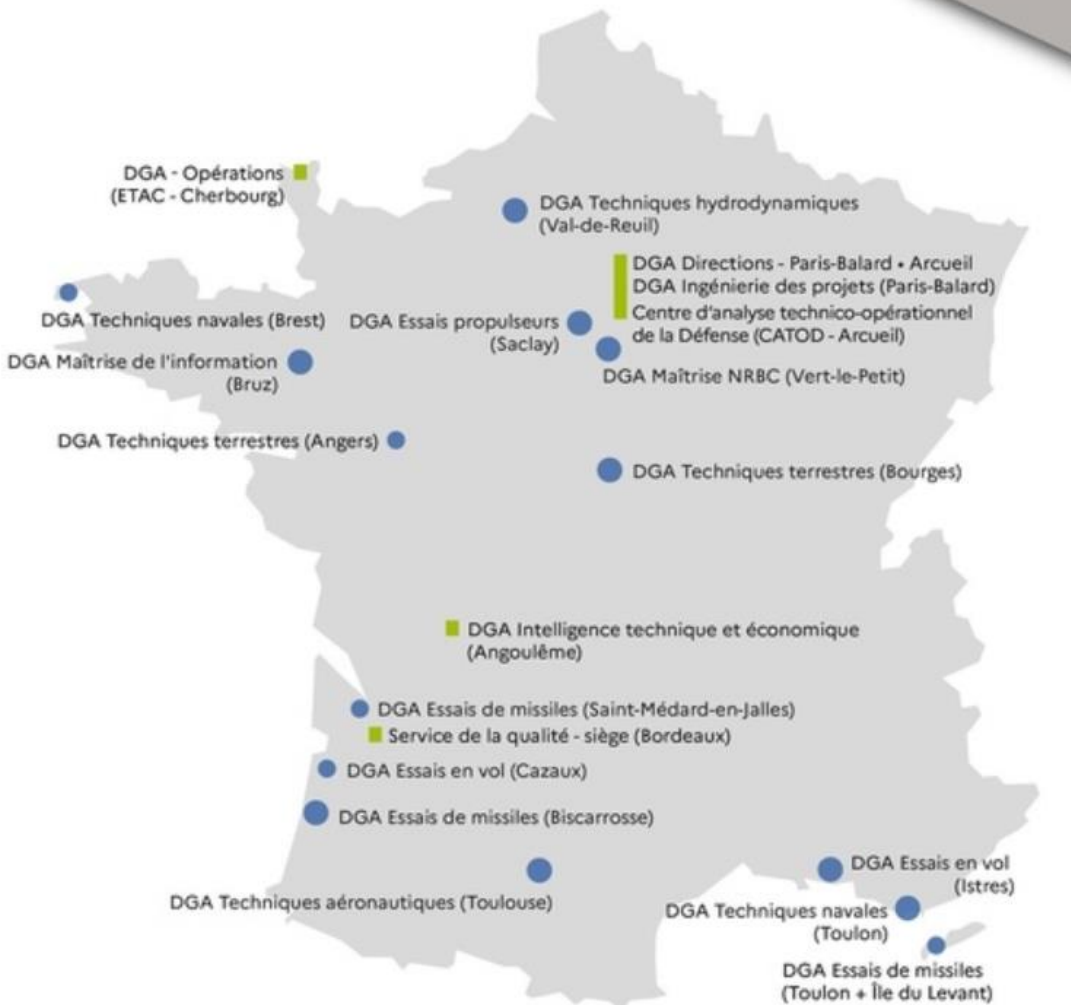 DGA - Opérations
(ETAC - Cherbourg)
DGA Techniques hydrodynamiques
(Val-de-Reuil)
DGA Directions - Paris-Balard • Arcueil
DGA Ingénierie des projets (Paris-Balard)
Centre d'analyse technico-opérationnel
de la Défense (CATOD - Arcueil)
DGA Techniques navales (Brest)
DGA Essais propulseurs
(Saclay)
DGA Maîtrise de l'information
(Bruz)
DGA Maîtrise NRBC (Vert-le-Petit)
DGA Techniques terrestres (Angers)
DGA Techniques terrestres (Bourges)
DGA Intelligence technique et économique
(Angoulême)
DGA Essais de missiles (Saint-Médard-en-Jalles)
Service de la qualité - siège (Bordeaux)
DGA Essais en vol (Cazaux)
DGA Essais de missiles (Biscarrosse)
DGA Essais en vol
(Istres)
DGA Techniques aéronautiques (Toulouse)
DGA Techniques navales
(Toulon)
DGA Essais de missiles
(Toulon + Île du Levant)